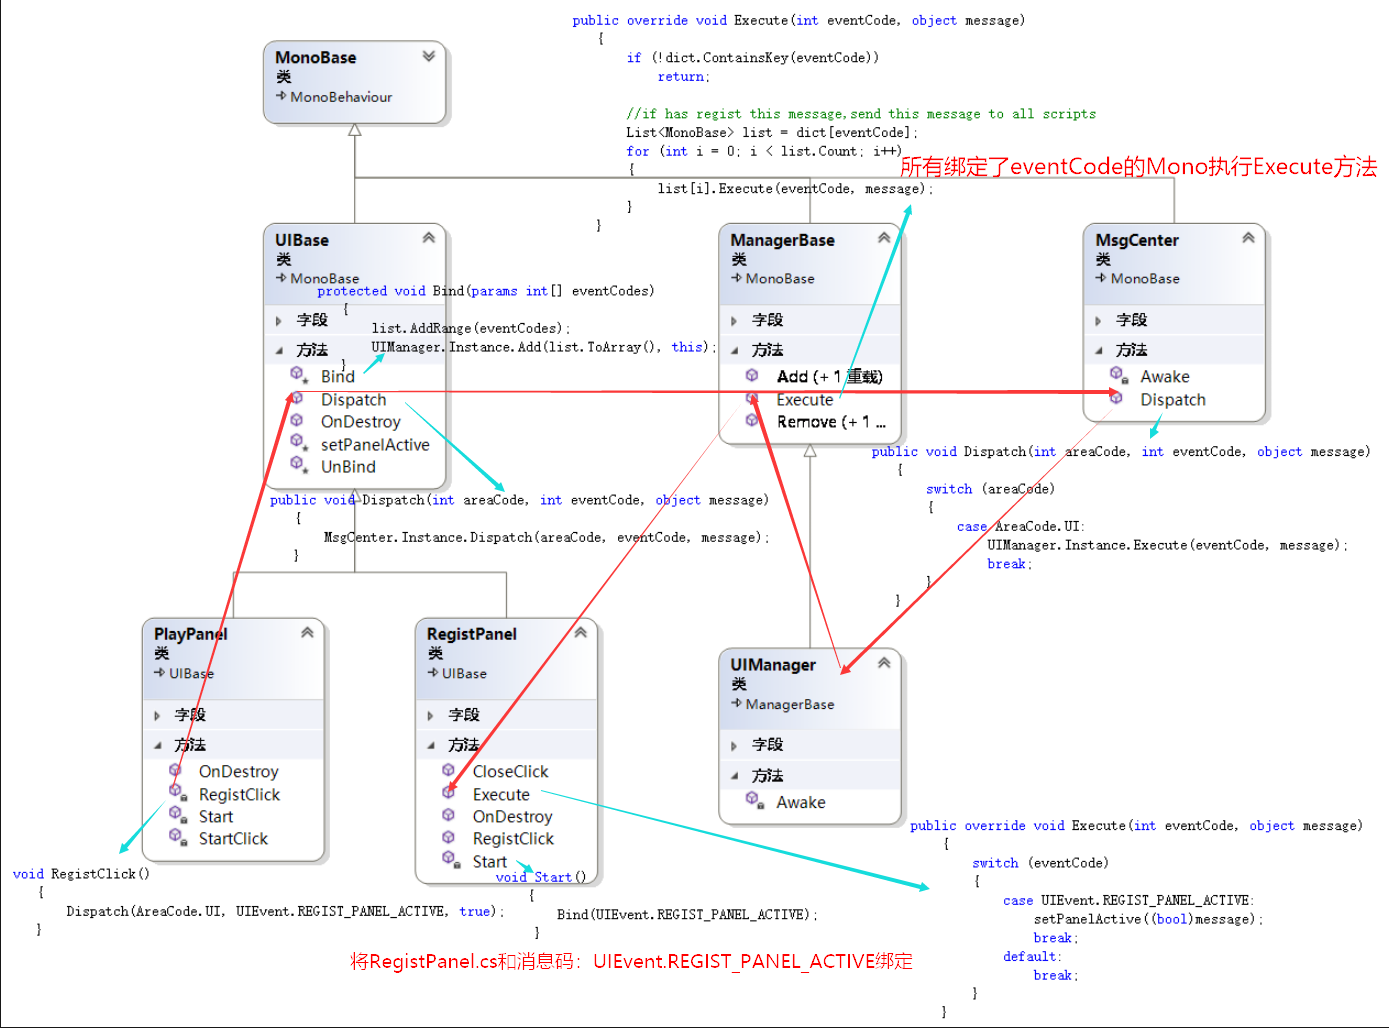 public override void Execute(int eventCode, object message)
{
if (!dict.ContainsKey(eventCode))
return;
//if has regist this message,send this message to all scripts
List<MonoBase> list = dict[eventCode];
for (int i = 0; i < list.Count; i++)
{
list[i].Execute(eventCode, message);
}
}
所有绑定了eventCode的Mono执行Execute方法
MonoBase
类
MonoBehaviour
UIBase
类
MonoBase
字段
方法
Bind
Dispatch
OnDestroy
setPanelActive
UnBind
protected void Bind(params int[] eventCodes)
{
list.AddRange(eventCodes);
UIManager.Instance.Add(list.ToArray(), this);
}
ManagerBase
类
MonoBase
字段
方法
Add (+ 1 重载)
Execute
Remove (+ 1 ...
MsgCenter
类
MonoBase
字段
方法
Awake
Dispatch
public void Dispatch(int areaCode, int eventCode, object message)
{
switch (areaCode)
{
case AreaCode.UI:
UIManager.Instance.Execute(eventCode, message);
break;
}
}
public void Dispatch(int areaCode, int eventCode, object message)
{
MsgCenter.Instance.Dispatch(areaCode, eventCode, message);
}
PlayPanel
类
UIBase
字段
方法
OnDestroy
RegistClick
Start
StartClick
RegistPanel
类
UIBase
字段
方法
CloseClick
Execute
OnDestroy
RegistClick
Start
UIManager
类
ManagerBase
字段
方法
Awake
void RegistClick()
{
Dispatch(AreaCode.UI, UIEvent.REGIST_PANEL_ACTIVE, true);
}
void Start()
{
Bind(UIEvent.REGIST_PANEL_ACTIVE);
}
将RegistPanel.cs和消息码：UIEvent.REGIST_PANEL_ACTIVE绑定
public override void Execute(int eventCode, object message)
{
switch (eventCode)
{
case UIEvent.REGIST_PANEL_ACTIVE:
setPanelActive((bool)message);
break;
default:
break;
}
}